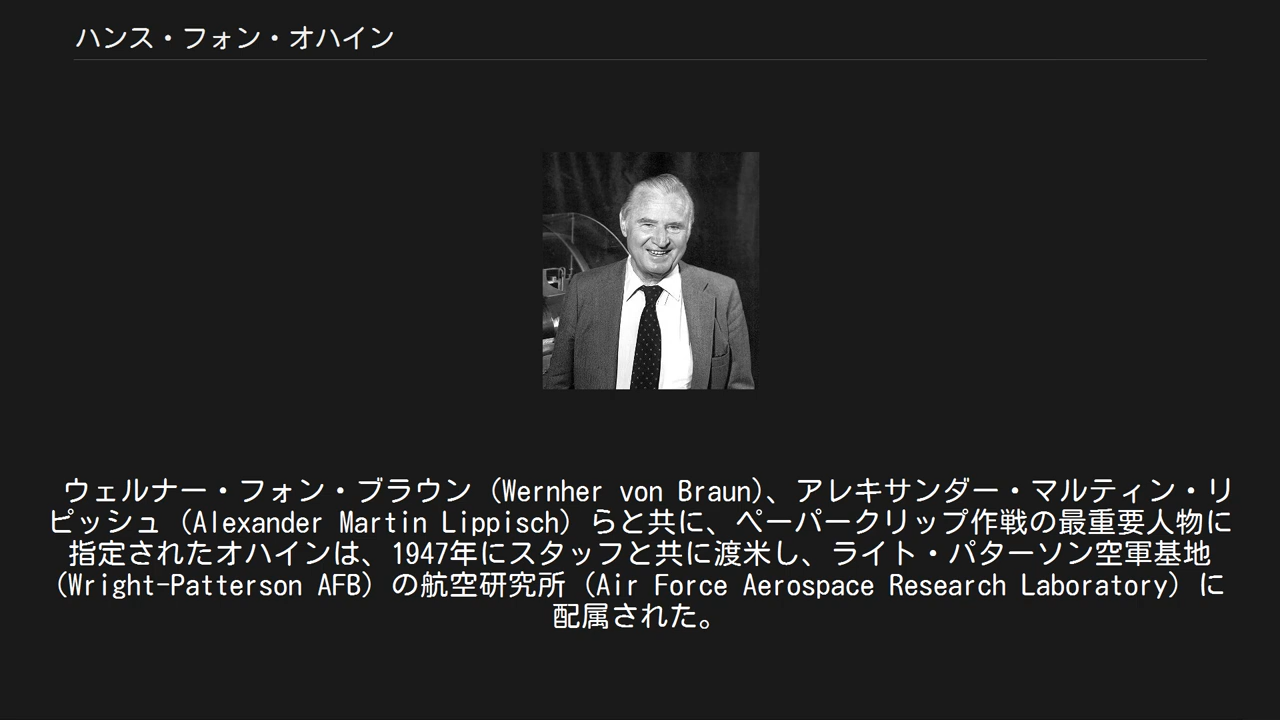 ハンス・フォン・オハイン
ウェルナー・フォン・ブラウン (Wernher von Braun)、アレキサンダー・マルティン・リ
ピッシュ (Alexander Martin Lippisch) らと共に、ペーパークリップ作戦の最重要人物に
指定されたオハインは、1947年にスタッフと共に渡米し、ライト・パターソン空軍基地
(Wright-Patterson AFB) の航空研究所 (Air Force Aerospace Research Laboratory) に
配属された。